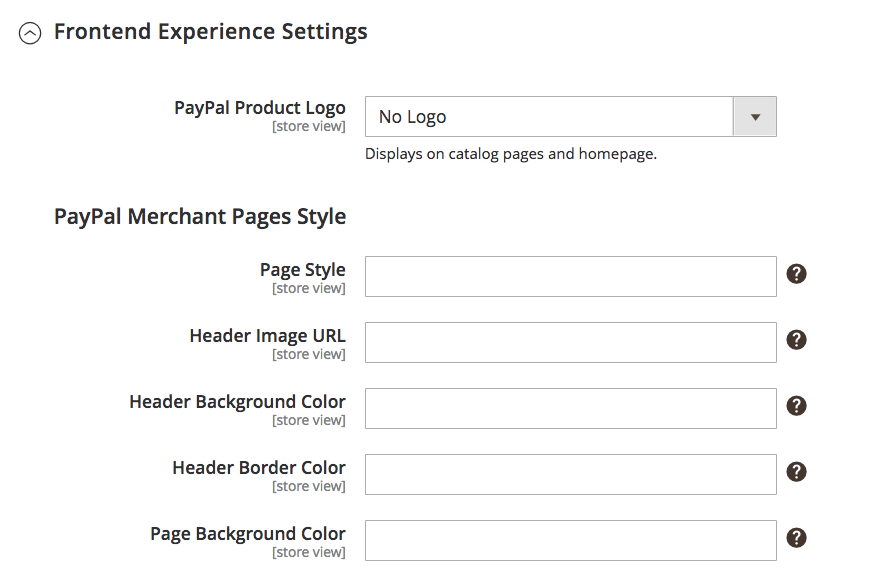 Frontend Experience Settings
PayPal Product Logo
[store view]
No Logo
Displays on catalog pages and homepage.
PayPal Merchant Pages Style
Page Style
[store view]
?
Header Image URL
[store view]
?
Header Background Color
[store view]
?
Header Border Color
[store view]
?
Page Background Color
[store view]
?